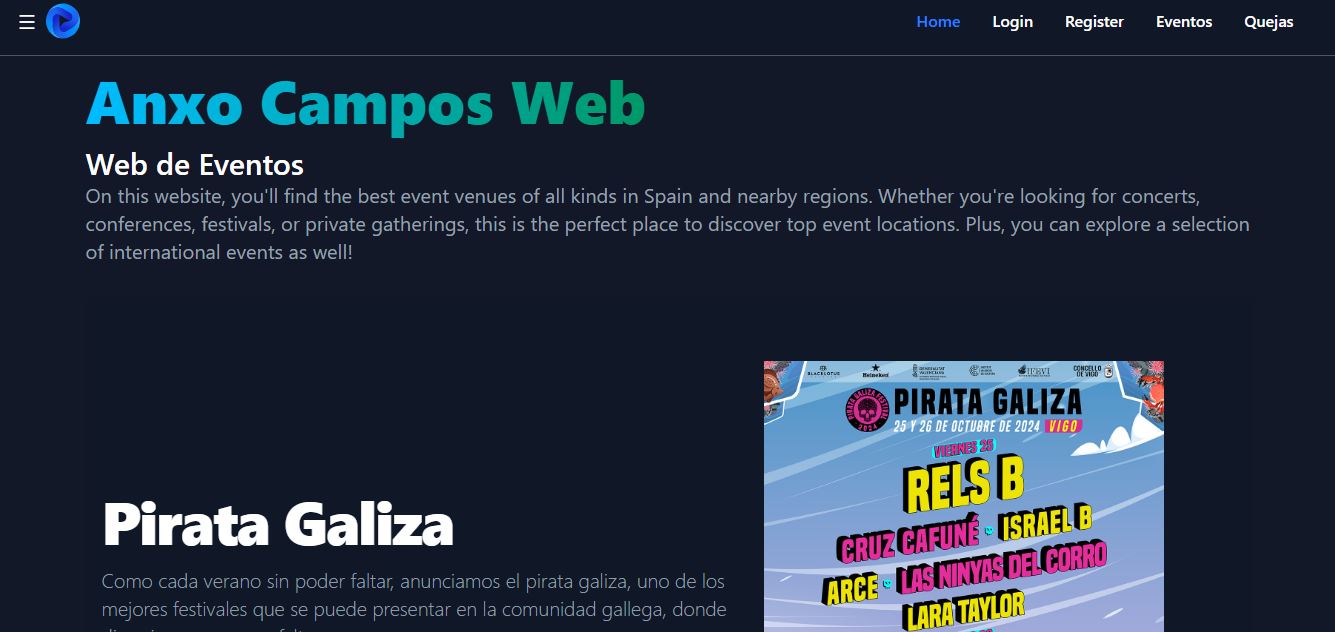 Home Login Register Eventos Quejas
Anxo Campos Web
Web de Eventos
On this website, you'll find the best event venues of all kinds in Spain and nearby regions. Whether you're looking for concerts,
conferences, festivals, or private gatherings, this is the perfect place to discover top event locations. Plus, you can explore a selection
of international events as well!
Pirata Galiza
Como cada verano sin poder faltar, anunciamos el pirata galiza, uno de los
mejores festivales que se puede presentar en la comunidad gallega, donde
BLACKLOTUS Heineken GENERALITAT VALENCIANA IFEVI CONCELLO DE VIGO
PIRATA GALIZA FESTIVAL 2024
PIRATA GALIZA
25 Y 26 DE OCTUBRE DE 2024 VIGO
VIERNES 25
RELS B
CRUZ CAFUNÉ ISRAEL B
ARCE LAS NINYAS DEL CORRO
LARA TAYLOR